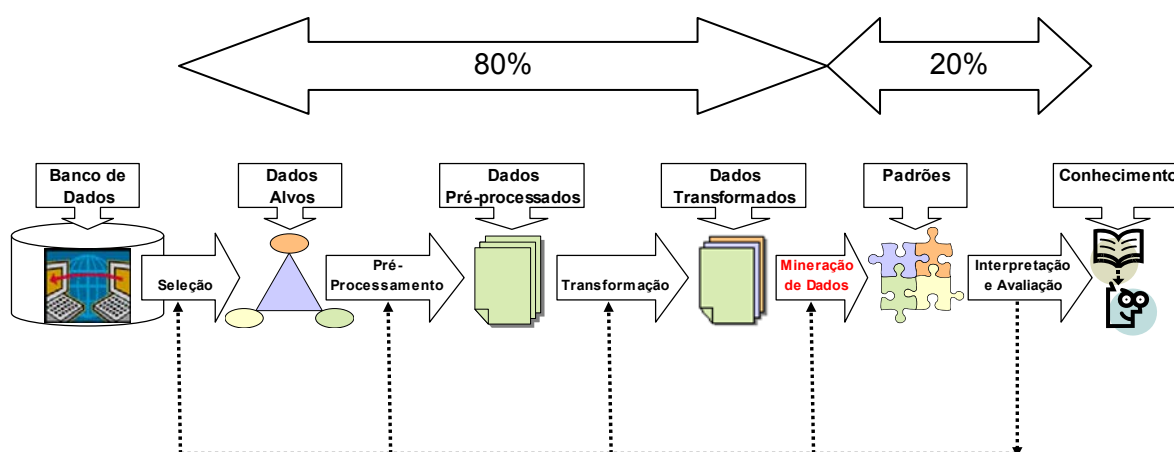 80%
20%
Banco de
Dados
Dados
Alvos
Dados
Pré-processados
Dados
Transformados
Padrões
Conhecimento
Seleção
Pré-
Processamento
Transformação
Mineração
de Dados
Interpretação
e Avaliação